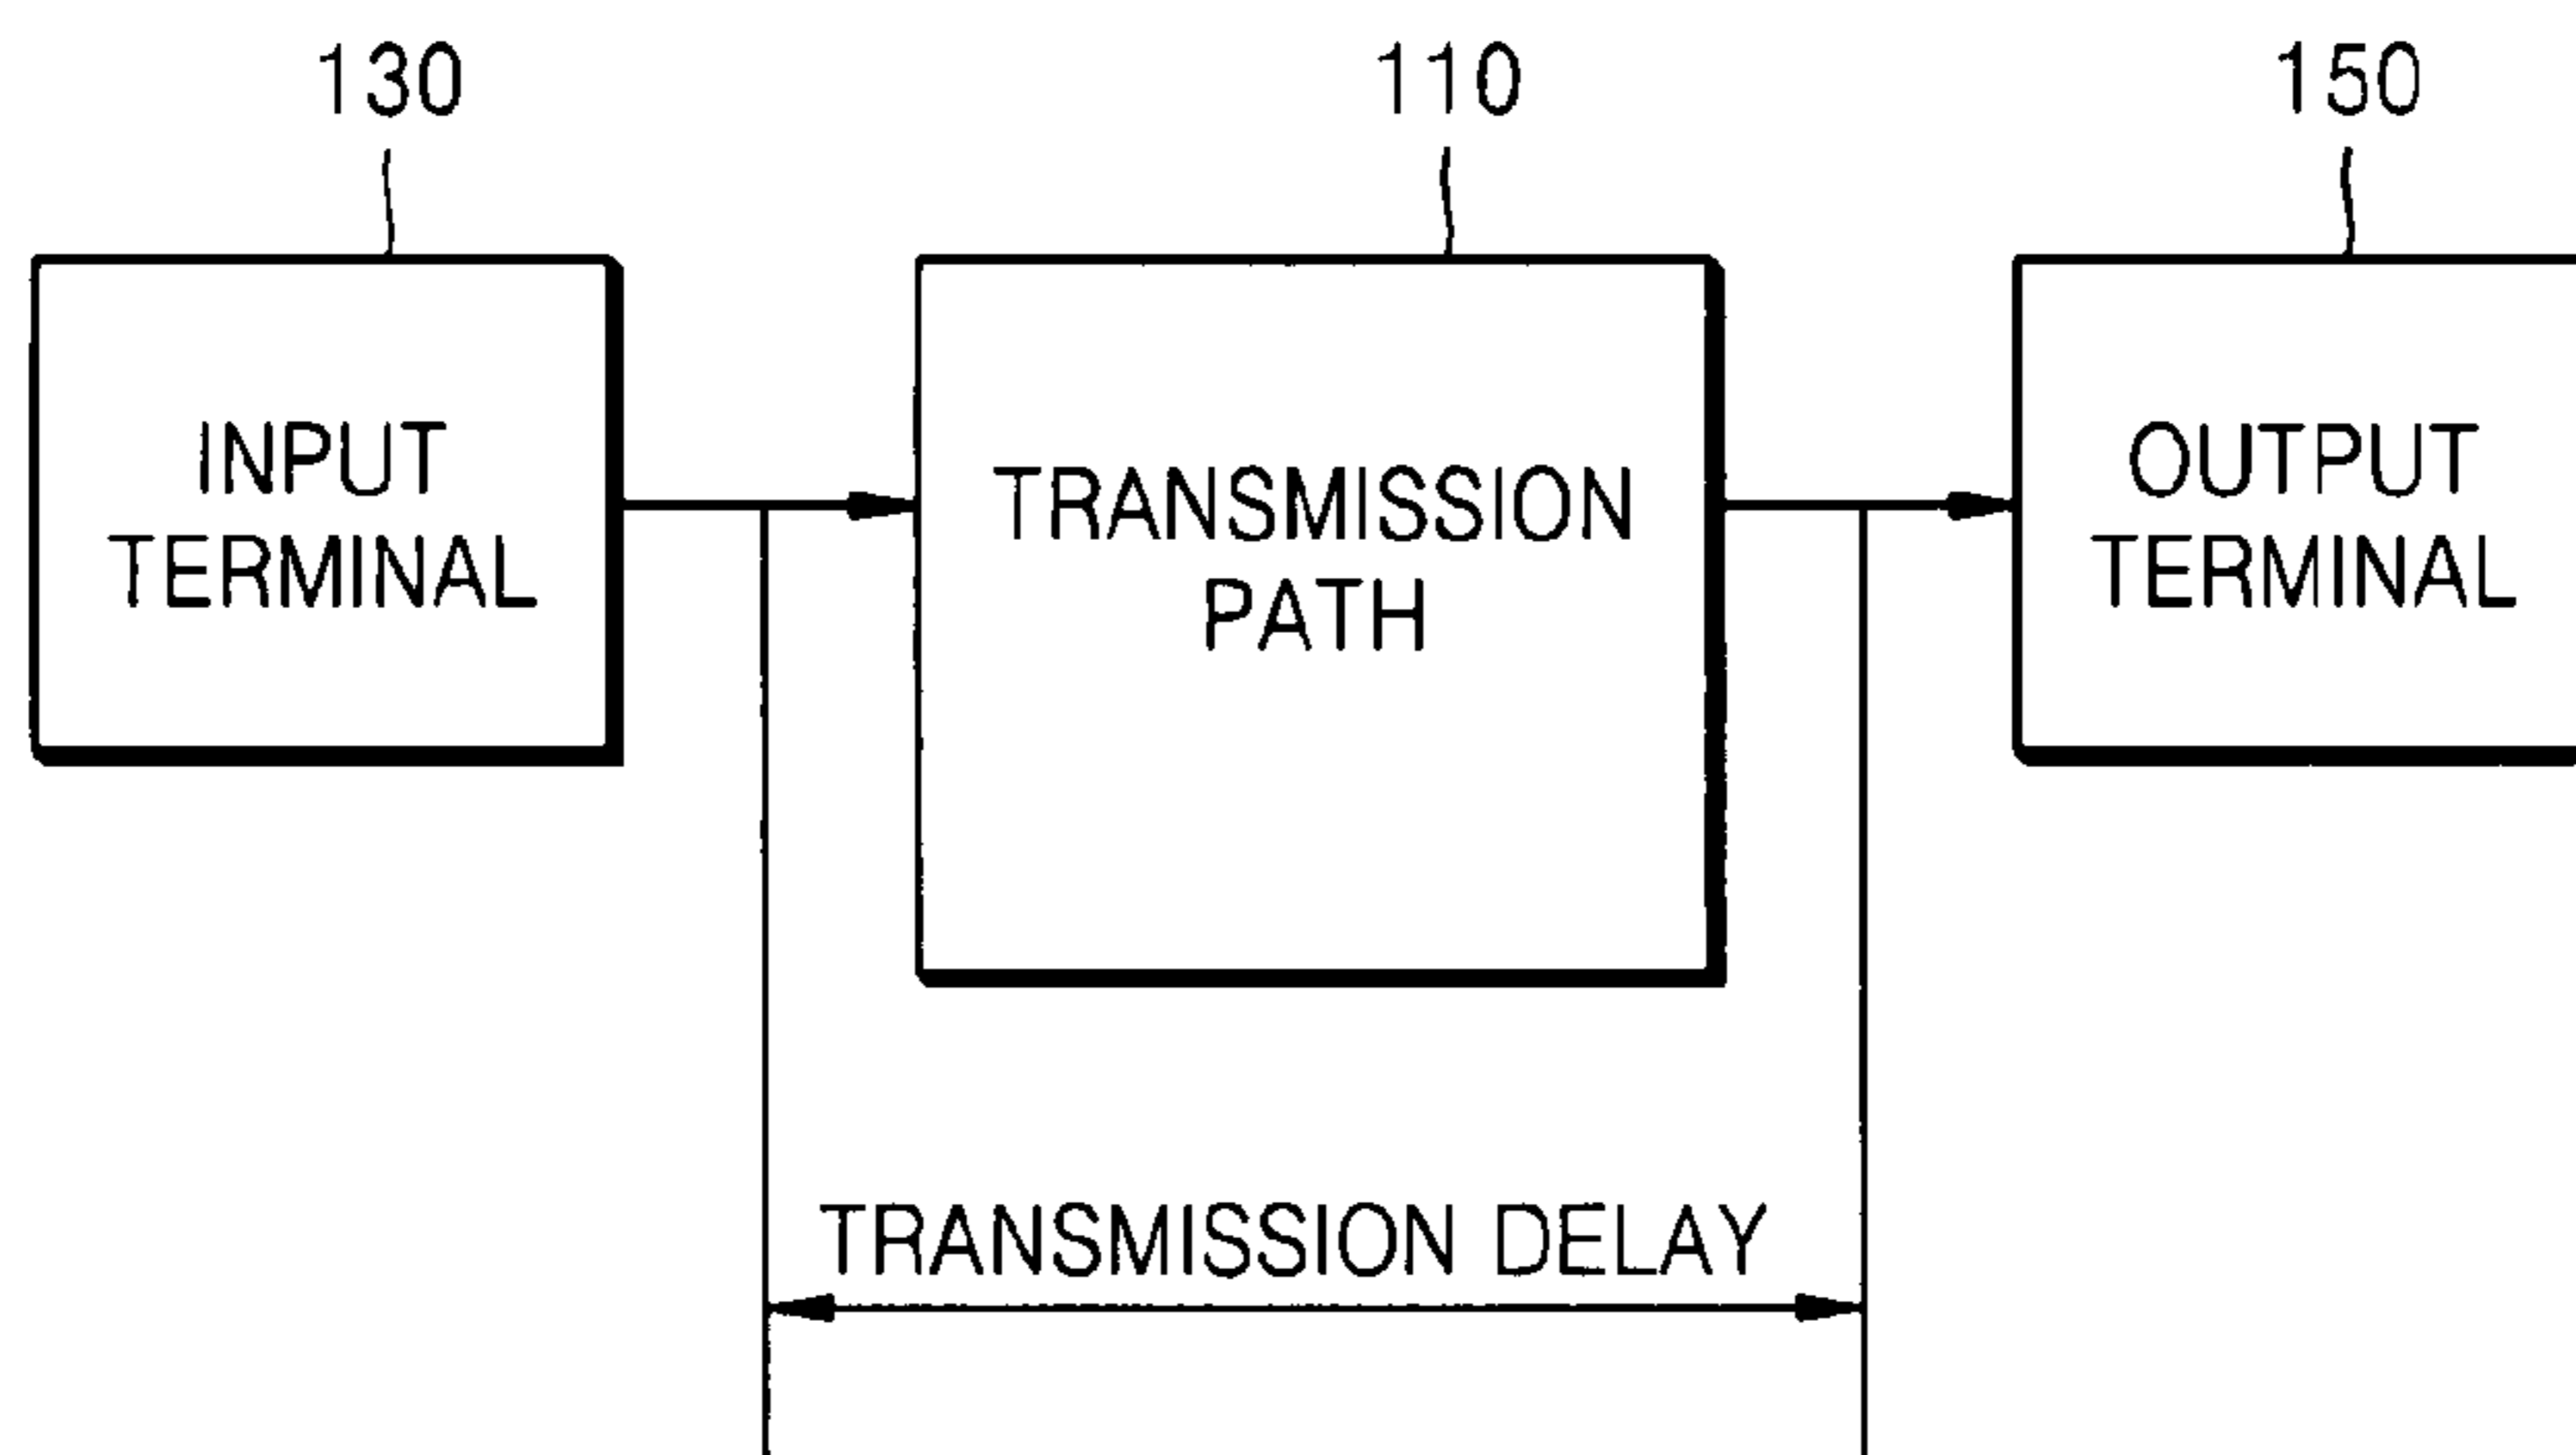 130
110
150
INPUT
TERMINAL
TRANSMISSION
PATH
OUTPUT
TERMINAL
TRANSMISSION DELAY